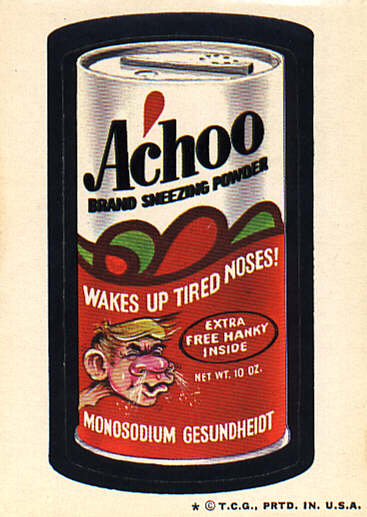 A'choo
BRAND SNEEZING POWDER
WAKES UP TIRED NOSES!
EXTRA
FREE HANKY
INSIDE
NET WT. 10 OZ.
MONOSODIUM GESUNDHEIDT
* © T.C.G., PRTD. IN. U.S.A.